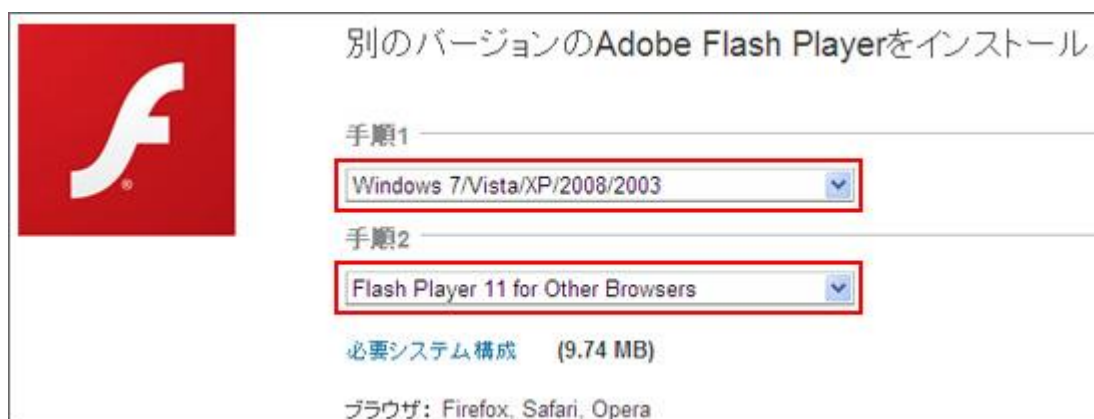 別のバージョンのAdobe Flash Playerをインストール
手順1
Windows 7/Vista/XP/2008/2003
手順2
Flash Player 11 for Other Browsers
必要システム構成 (9.74 MB)
ブラウザ: Firefox, Safari, Opera